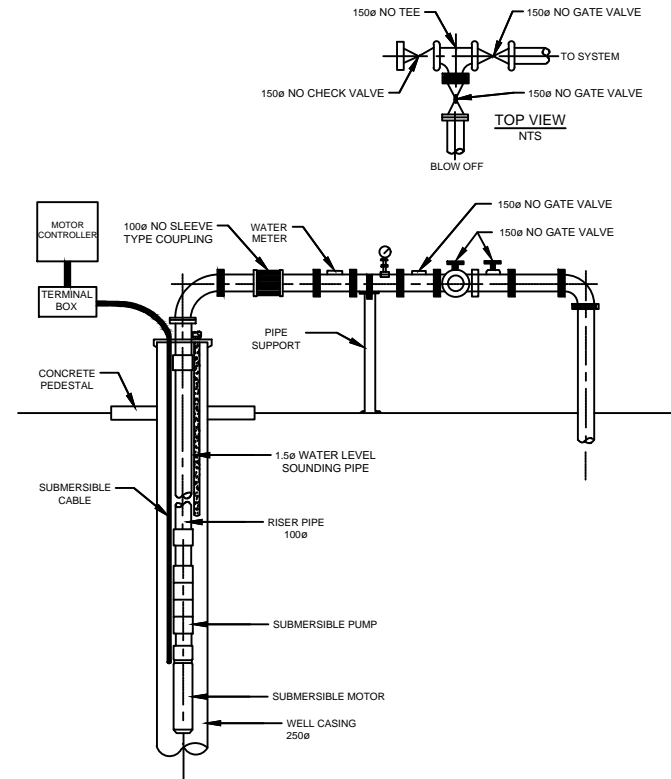 150ø NO TEE
150ø NO GATE VALVE
TO SYSTEM
150ø NO CHECK VALVE
150ø NO GATE VALVE
TOP VIEW
NTS
BLOW OFF
MOTOR
CONTROLLER
TERMINAL
BOX
100ø NO SLEEVE
TYPE COUPLING
WATER
METER
150ø NO GATE VALVE
150ø NO GATE VALVE
PIPE
SUPPORT
CONCRETE
PEDESTAL
1.5ø WATER LEVEL
SOUNDING PIPE
SUBMERSIBLE
CABLE
RISER PIPE
100ø
SUBMERSIBLE PUMP
SUBMERSIBLE MOTOR
WELL CASING
250ø